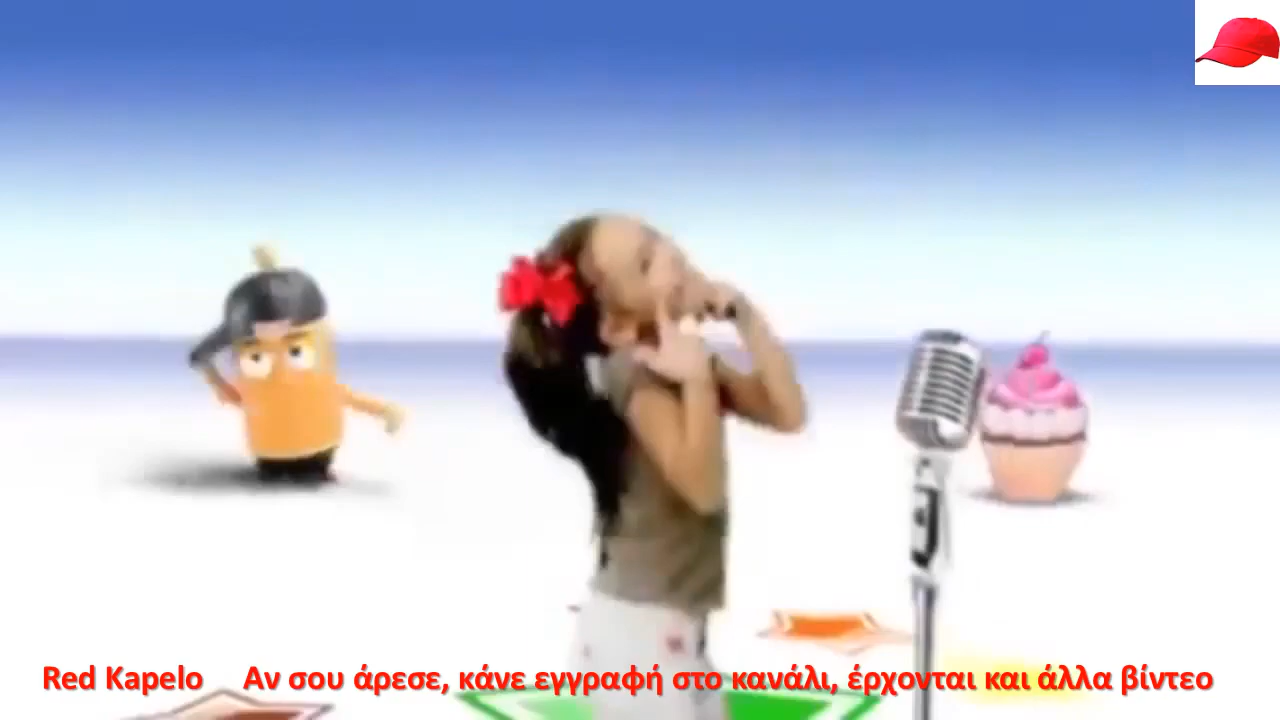 Red Kapelo Αν σου άρεσε, κάνε εγγραφή στο κανάλι, έρχονται και άλλα βίντεο